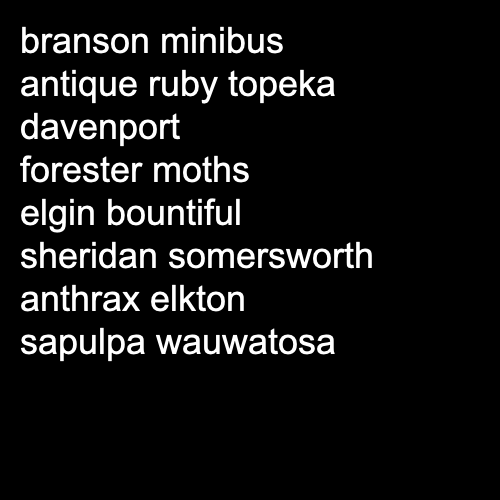 branson minibus
antique ruby topeka
davenport
forester moths
elgin bountiful
sheridan somersworth
anthrax elkton
sapulpa wauwatosa